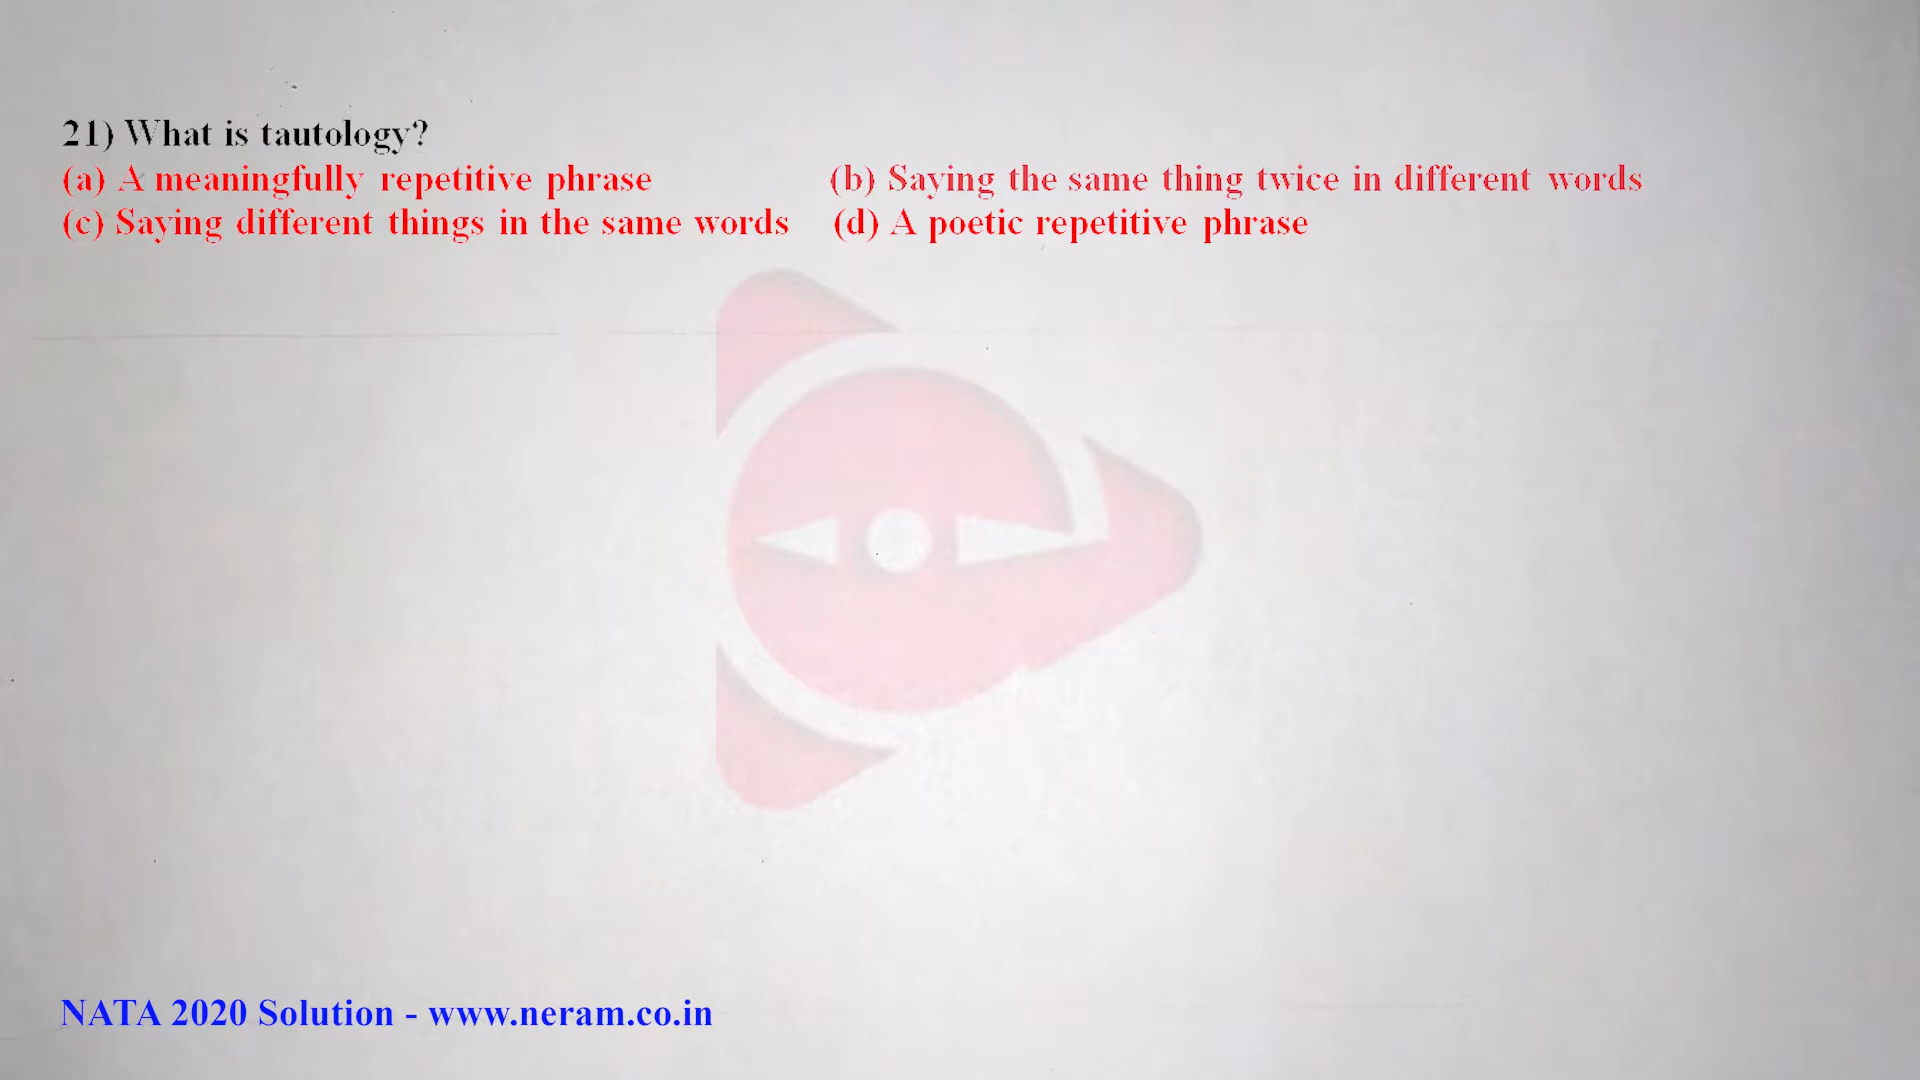 21) What is tautology?
(a) A meaningfully repetitive phrase (b) Saying the same thing twice in different words
(c) Saying different things in the same words (d) A poetic repetitive phrase
NATA 2020 Solution - www.neram.co.in